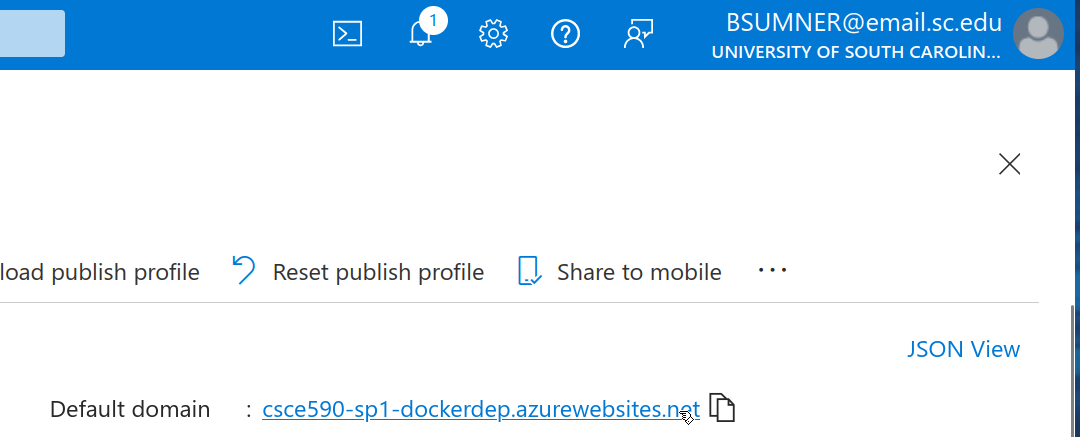 1
BSUMNER@email.sc.edu
UNIVERSITY OF SOUTH CAROLIN...
load publish profile Reset publish profile Share to mobile ...
JSON View
Default domain : csce590-sp1-dockerdep.azurewebsites.net